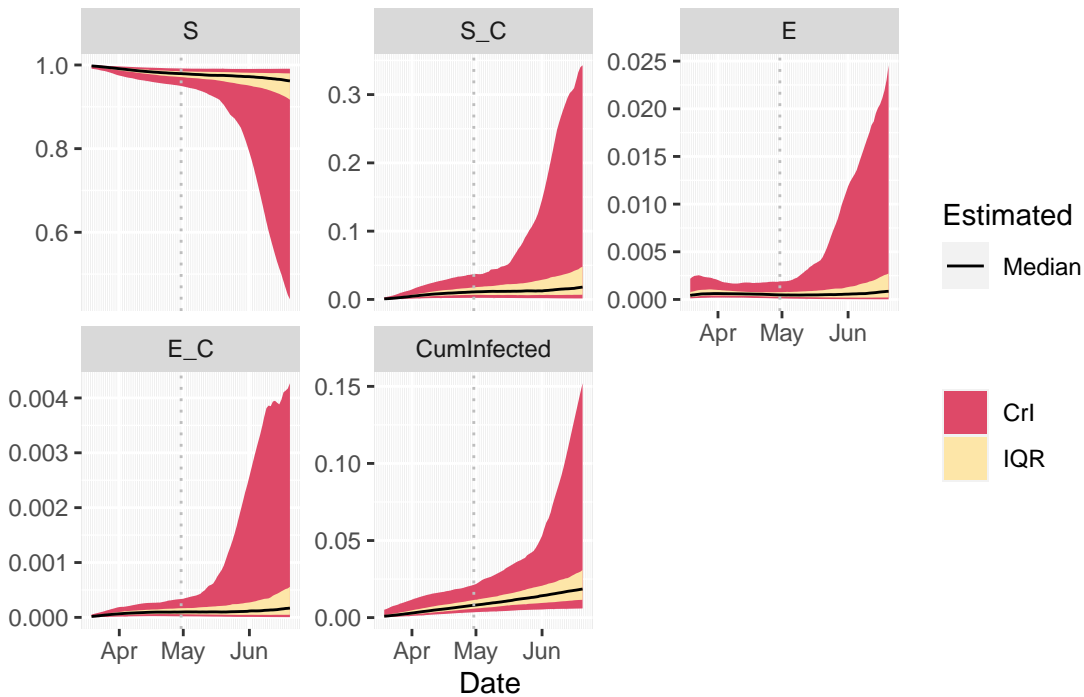 S
S_C
E
1.0
0.8
0.6
0.3
0.2
0.1
0.0
0.025
0.020
0.015
0.010
0.005
0.000
Apr May Jun
E_C
CumInfected
0.004
0.003
0.002
0.001
0.000
0.15
0.10
0.05
0.00
Apr May Jun
Apr May Jun
Date
Estimated
Median
CrI
IQR